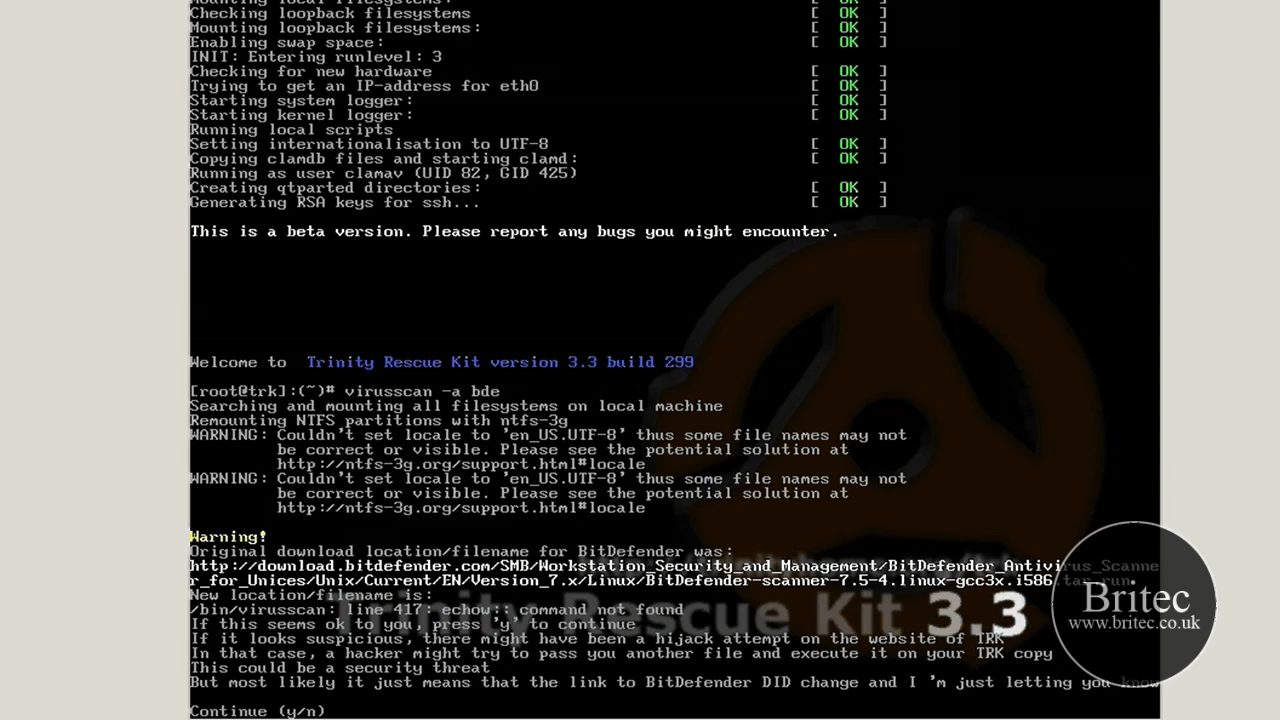 Mounting local filesystems:
Checking loopback filesystems [ OK ]
Mounting loopback filesystems: [ OK ]
Enabling swap space: [ OK ]
INIT: Entering runlevel: 3
Checking for new hardware [ OK ]
Trying to get an IP-address for eth0 [ OK ]
Starting system logger: [ OK ]
Starting kernel logger: [ OK ]
Running local scripts
Setting internationalisation to UTF-8 [ OK ]
Copying clamdb files and starting clamd: [ OK ]
Running as user clamav (UID 82, GID 425)
Creating qtparted directories: [ OK ]
Generating RSA keys for ssh... [ OK ]
This is a beta version. Please report any bugs you might encounter.
Welcome to Trinity Rescue Kit version 3.3 build 299
[root@trk]:(~)# virusscan -a bde
Searching and mounting all filesystems on local machine
Remounting NTFS partitions with ntfs-3g
WARNING: Couldn't set locale to 'en_US.UTF-8' thus some file names may not
be correct or visible. Please see the potential solution at
http://ntfs-3g.org/support.html#locale
WARNING: Couldn't set locale to 'en_US.UTF-8' thus some file names may not
be correct or visible. Please see the potential solution at
http://ntfs-3g.org/support.html#locale
Warning!
Original download location/filename for BitDefender was:
http://download.bitdefender.com/SMB/Workstation_Security_and_Management/BitDefender_Antivirus_Scanne
r_for_Unices/Unix/Current/EN/Version_7.x/Linux/BitDefender-scanner-7.5-4.linux-gcc3x.i586.tar.run
New location/filename is:
/bin/virusscan: line 417: echow:: command not found
If this seems ok to you, press 'y' to continue
If it looks suspicious, there might have been a hijack attempt on the website of TRK
In that case, a hacker might try to pass you another file and execute it on your TRK copy
This could be a security threat
But most likely it just means that the link to BitDefender DID change and I 'm just letting you know
Continue (y/n)
Trinity Rescue Kit 3.3
Britec
www.britec.co.uk